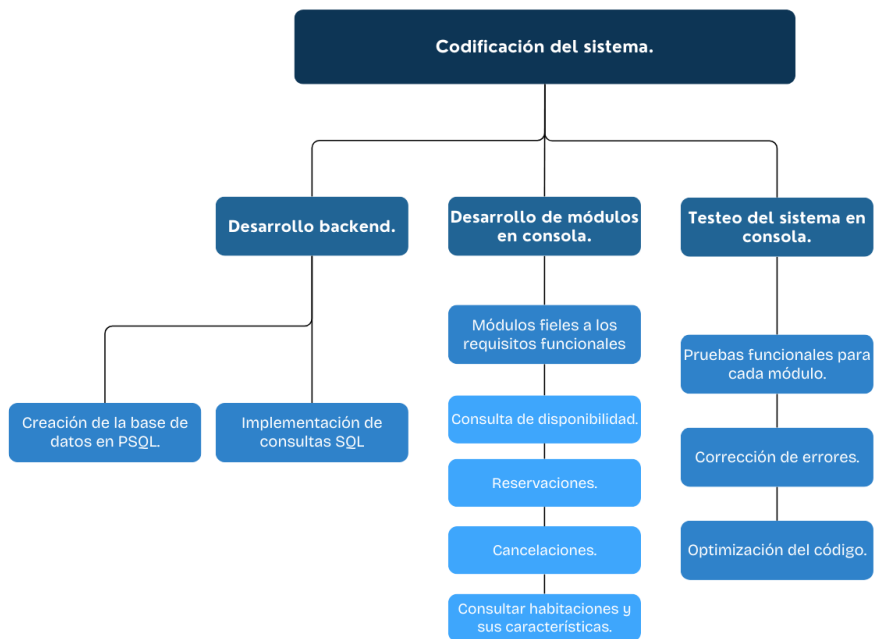 Codificación del sistema.
Desarrollo backend.
Desarrollo de módulos
en consola.
Testeo del sistema en
consola.
Creación de la base de
datos en PSQL.
Implementación de
consultas SQL
Módulos fieles a los
requisitos funcionales
Consulta de disponibilidad.
Reservaciones.
Cancelaciones.
Consultar habitaciones y
sus características.
Pruebas funcionales para
cada módulo.
Corrección de errores.
Optimización del código.